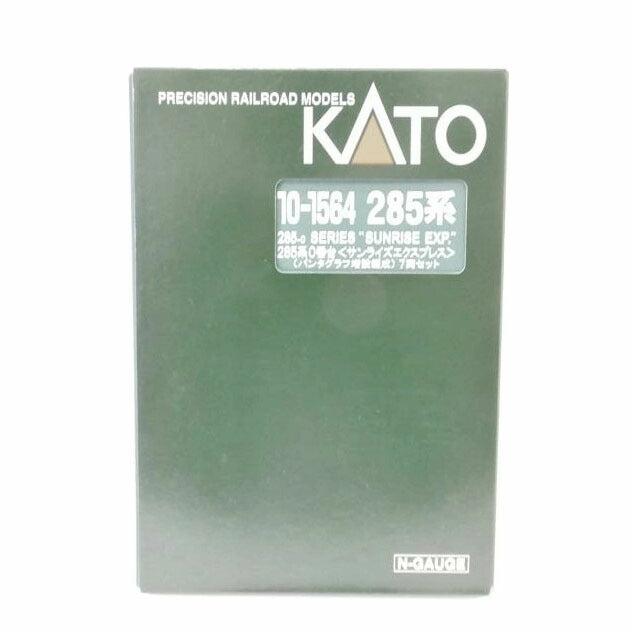 PRECISION RAILROAD MODELS
KATO
10-1564 285系
285-0 SERIES "SUNRISE EXP."
285系0番台<サンライズエクスプレス>
(パンタグラフ増設編成) 7両セット
N-GAUGE